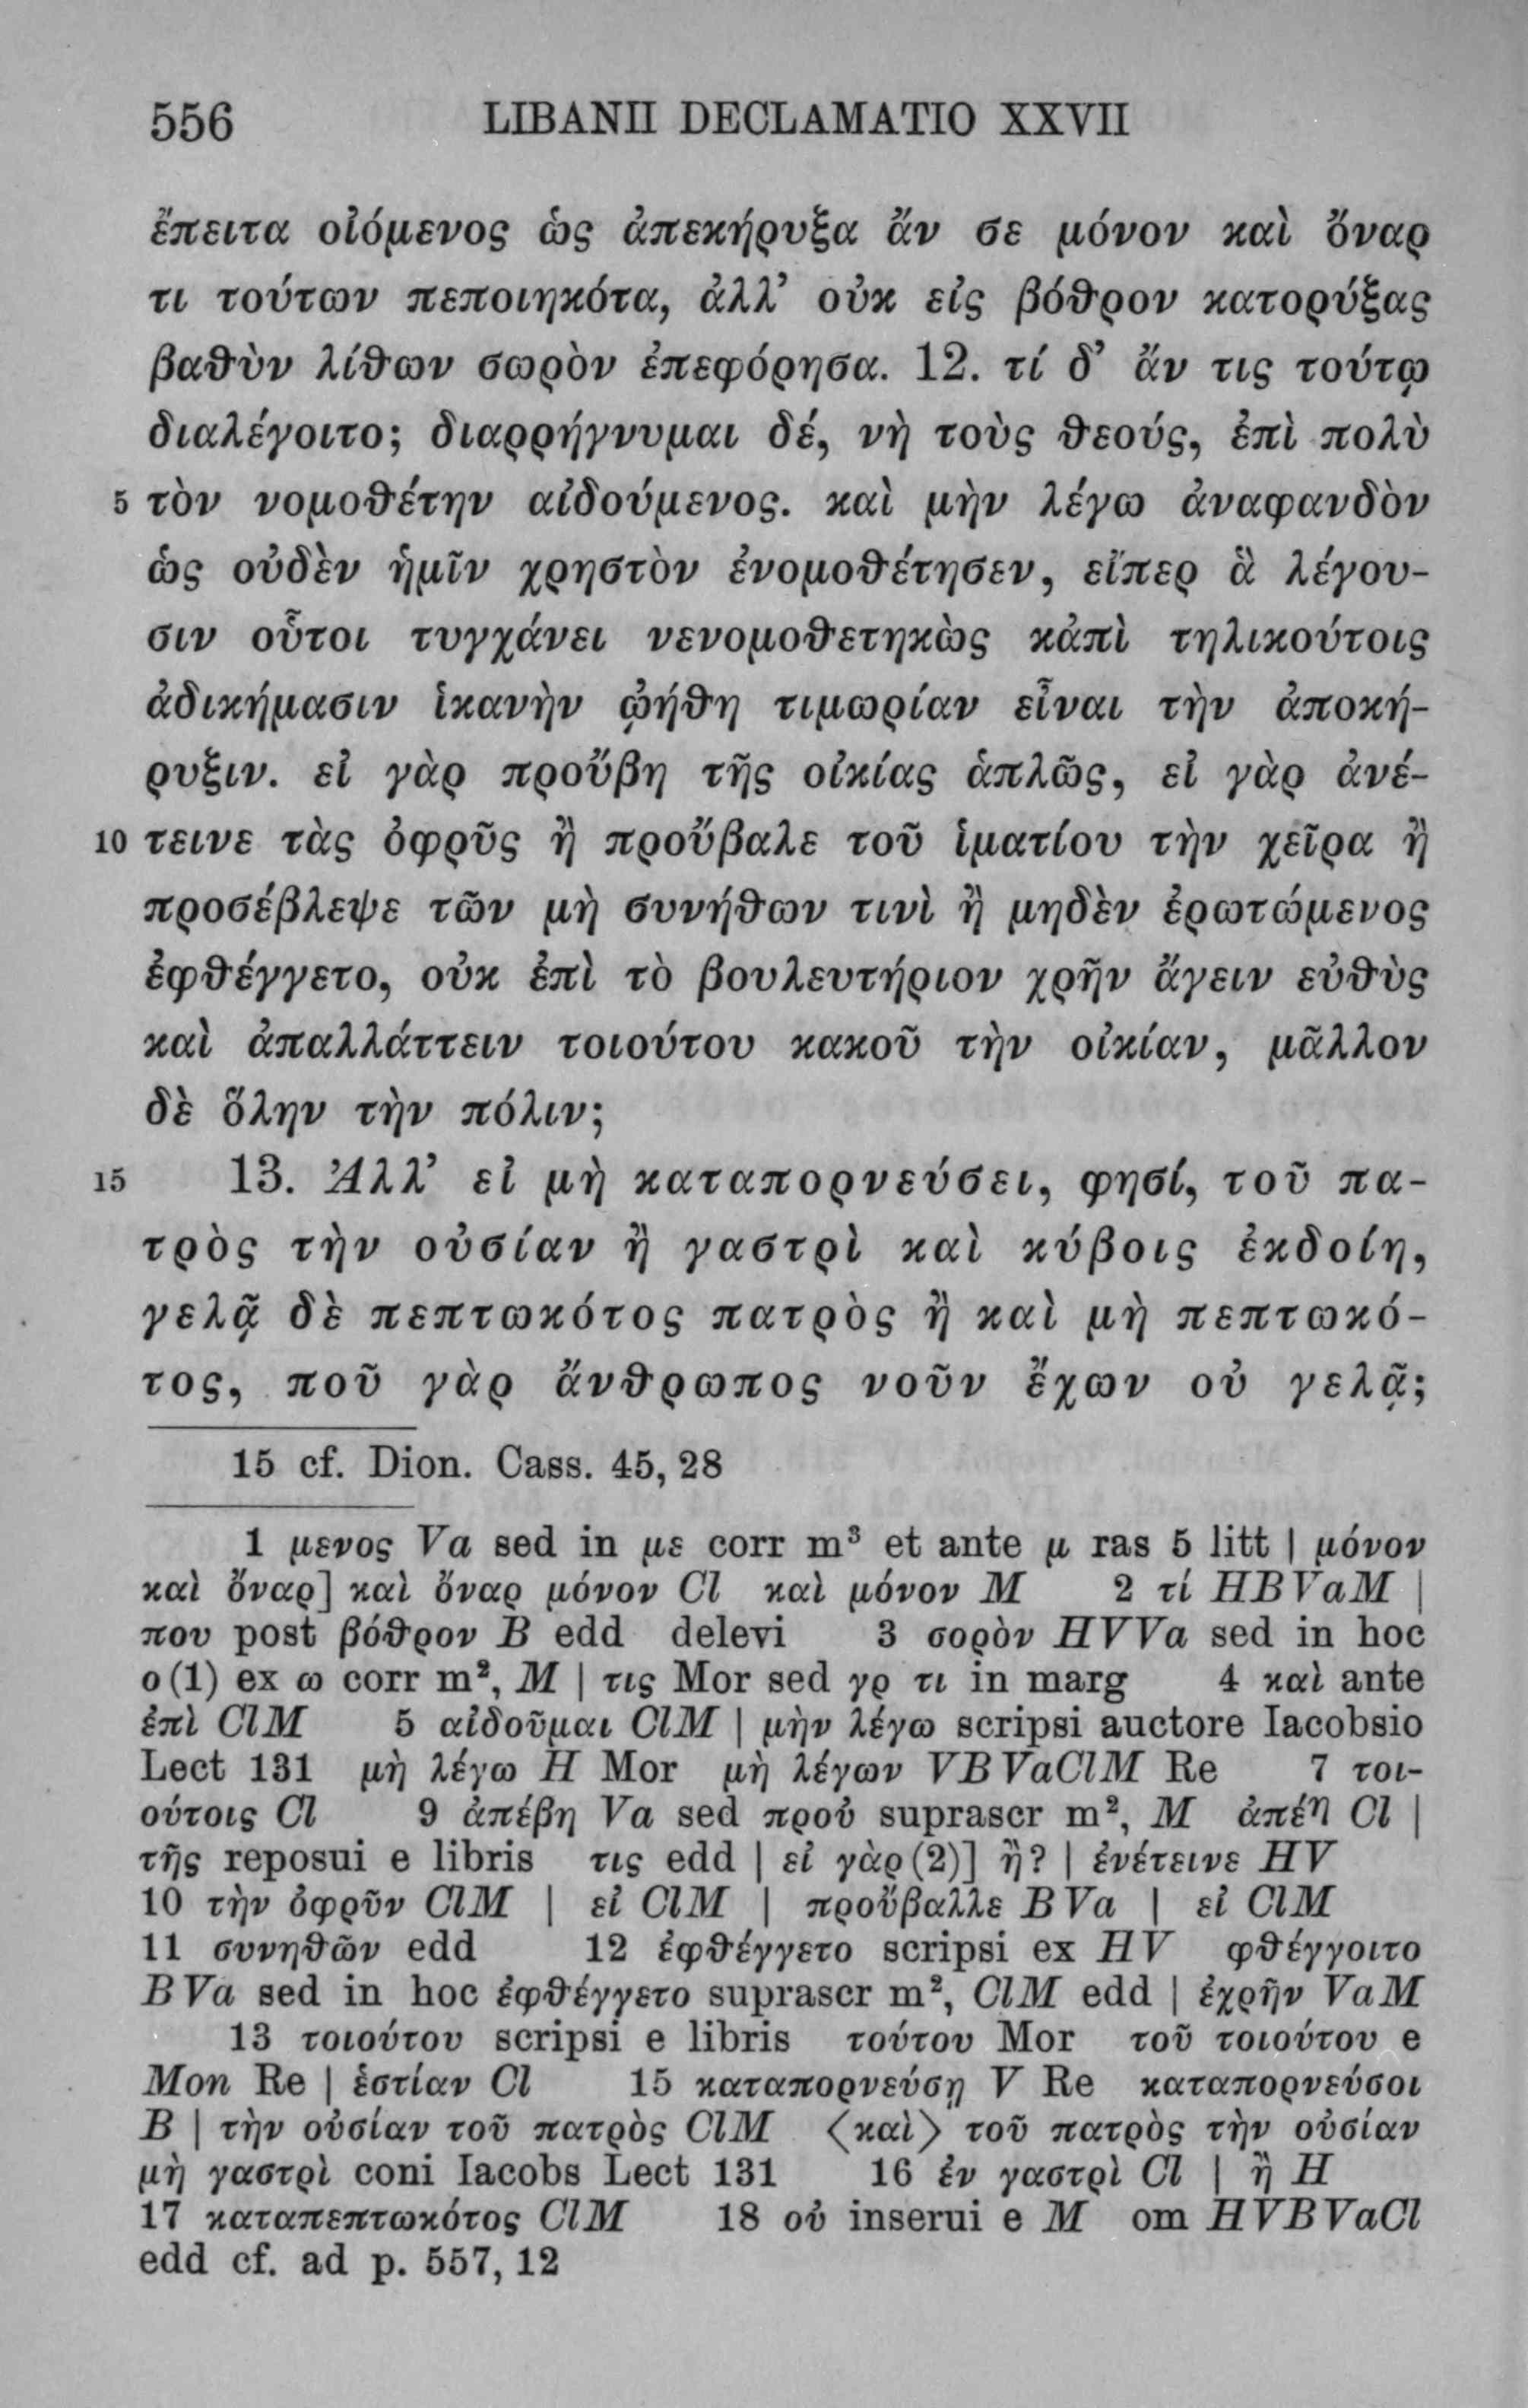 556 LIBANII DECLAMATIO XXVII
ἔπειτα οἰόμενος ὡς ἀπεκήρυξα ἄν σε μόνον καὶ ὄναρ
τι τούτων πεποιηκότα, ἀλλ’ οὐκ εἰς βόθρον κατορύξας
βαθὺν λίθων σωρὸν ἐπεφόρησα. 12. τί δ’ ἄν τις τούτῳ
διαλέγοιτο; διαρρήγνυμαι δέ, νὴ τοὺς θεούς, ἐπὶ πολὺ
5 τὸν νομοθέτην αἰδούμενος. καὶ μὴν λέγω ἀναφανδὸν
ὡς οὐδὲν ἡμῖν χρηστὸν ἐνομοθέτησεν, εἴπερ ἃ λέγου-
σιν οὗτοι τυγχάνει νενομοθετηκὼς κἀπὶ τηλικούτοις
ἀδικήμασιν ἱκανὴν ᾠήθη τιμωρίαν εἶναι τὴν ἀποκή-
ρυξιν. εἰ γὰρ προὔβη τῆς οἰκίας ἁπλῶς, εἰ γὰρ ἀνέ-
10 τεινε τὰς ὀφρῦς ἢ προὔβαλε τοῦ ἱματίου τὴν χεῖρα ἢ
προσέβλεψε τῶν μὴ συνήθων τινὶ ἢ μηδὲν ἐρωτώμενος
ἐφθέγγετο, οὐκ ἐπὶ τὸ βουλευτήριον χρῆν ἄγειν εὐθὺς
καὶ ἀπαλλάττειν τοιούτου κακοῦ τὴν οἰκίαν, μᾶλλον
δὲ ὅλην τὴν πόλιν;
15 13. Ἀλλ’ εἰ μὴ καταπορνεύσει, φησί, τοῦ πα-
τρὸς τὴν οὐσίαν ἢ γαστρὶ καὶ κύβοις ἐκδοίη,
γελᾷ δὲ πεπτωκότος πατρὸς ἢ καὶ μὴ πεπτωκό-
τος, ποῦ γὰρ ἄνθρωπος νοῦν ἔχων οὐ γελᾷ;
15 cf. Dion. Cass. 45, 28
1 μενος Va sed in με corr m³ et ante μ ras 5 litt | μόνον
καὶ ὄναρ] καὶ ὄναρ μόνον Cl καὶ μόνον M 2 τί HBVaM |
που post βόθρον B edd delevi 3 σορὸν HVVa sed in hoc
ο (1) ex ω corr m², M | τις Mor sed γρ τι in marg 4 καὶ ante
ἐπὶ ClM 5 αἰδοῦμαι ClM | μὴν λέγω scripsi auctore Iacobsio
Lect 131 μὴ λέγω H Mor μὴ λέγων VBVaClM Re 7 τοι-
ούτοις Cl 9 ἀπέβη Va sed προὐ suprascr m², M ἀπέη Cl |
τῆς reposui e libris τις edd | εἰ γὰρ (2)] ἢ? | ἐνέτεινε HV
10 τὴν ὀφρῦν ClM | εἰ ClM | προὔβαλλε BVa | εἰ ClM
11 συνηθῶν edd 12 ἐφθέγγετο scripsi ex HV φθέγγοιτο
BVa sed in hoc ἐφθέγγετο suprascr m², ClM edd | ἐχρῆν VaM
13 τοιούτου scripsi e libris τούτου Mor τοῦ τοιούτου e
Mon Re | ἑστίαν Cl 15 καταπορνεύσῃ V Re καταπορνεύσοι
B | τὴν οὐσίαν τοῦ πατρὸς ClM ⟨καὶ⟩ τοῦ πατρὸς τὴν οὐσίαν
μὴ γαστρὶ coni Iacobs Lect 131 16 ἐν γαστρὶ Cl | ἢ H
17 καταπεπτωκότος ClM 18 οὐ inserui e M om HVBVaCl
edd cf. ad p. 557, 12